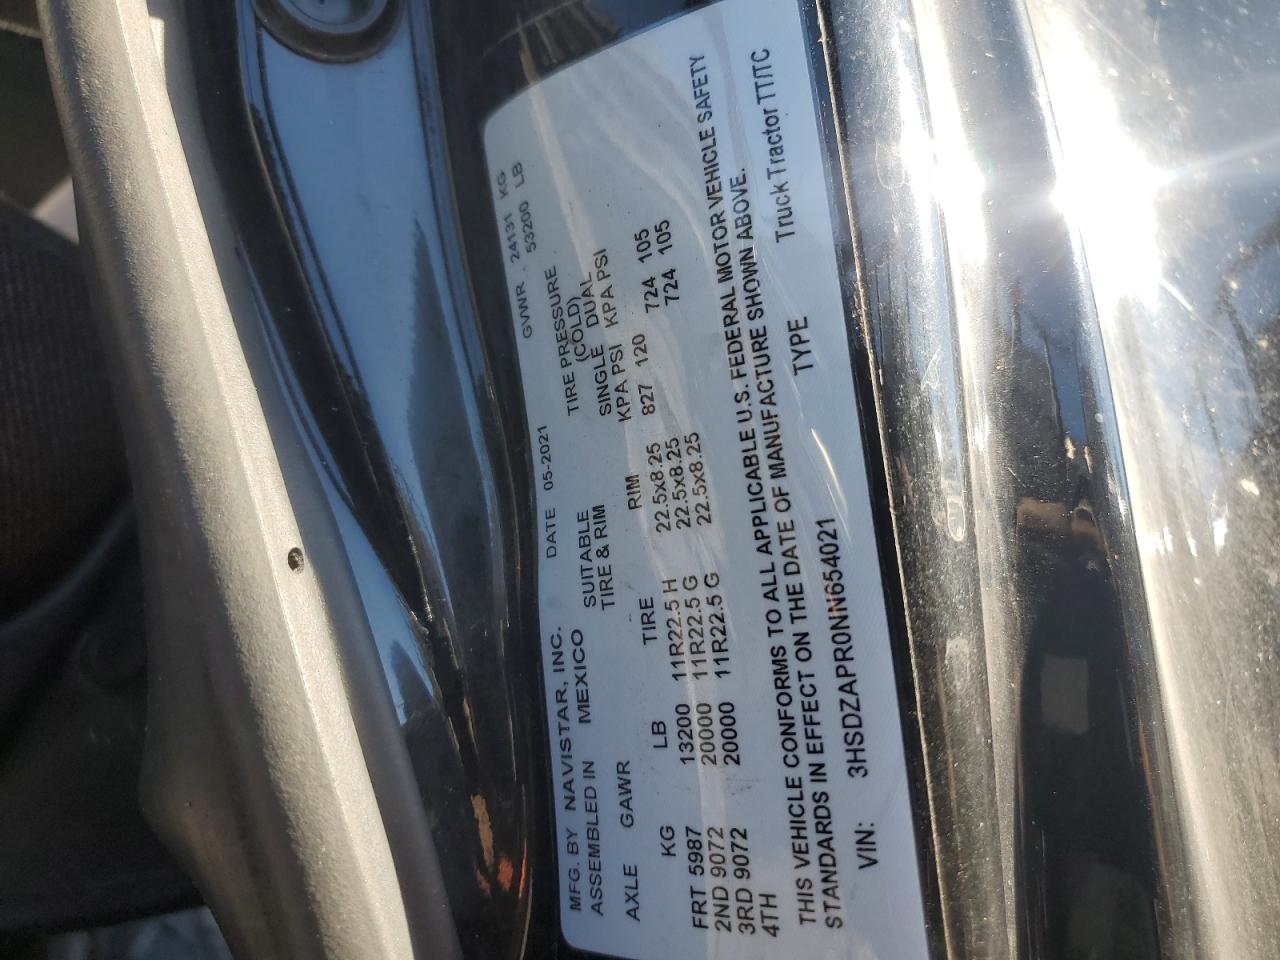 MFG. BY NAVISTAR, INC. DATE 05-2021 GVWR 24131 KG
ASSEMBLED IN MEXICO 53200 LB
SUITABLE TIRE PRESSURE
AXLE GAWR TIRE & RIM (COLD)
SINGLE DUAL
KG LB TIRE RIM KPA PSI KPA PSI
FRT 5987 13200 11R22.5 H 22.5x8.25 827 120
2ND 9072 20000 11R22.5 G 22.5x8.25 724 105
3RD 9072 20000 11R22.5 G 22.5x8.25 724 105
4TH
THIS VEHICLE CONFORMS TO ALL APPLICABLE U.S. FEDERAL MOTOR VEHICLE SAFETY
STANDARDS IN EFFECT ON THE DATE OF MANUFACTURE SHOWN ABOVE.
VIN: 3HSDZAPR0NN654021 TYPE Truck Tractor TT/TC